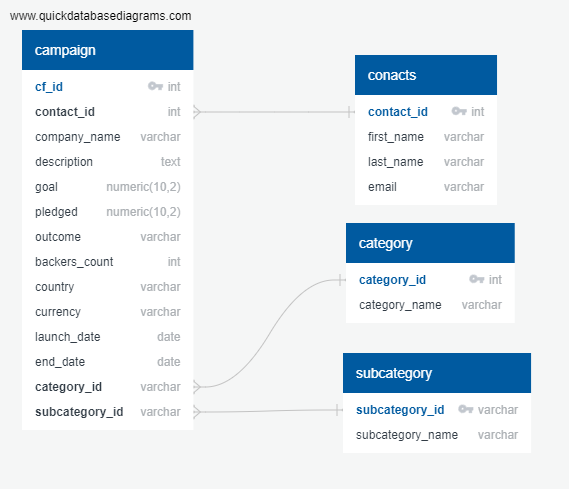 www.quickdatabasediagrams.com
campaign
cf_id int
contact_id int
company_name varchar
description text
goal numeric(10,2)
pledged numeric(10,2)
outcome varchar
backers_count int
country varchar
currency varchar
launch_date date
end_date date
category_id varchar
subcategory_id varchar
conacts
contact_id int
first_name varchar
last_name varchar
email varchar
category
category_id int
category_name varchar
subcategory
subcategory_id varchar
subcategory_name varchar